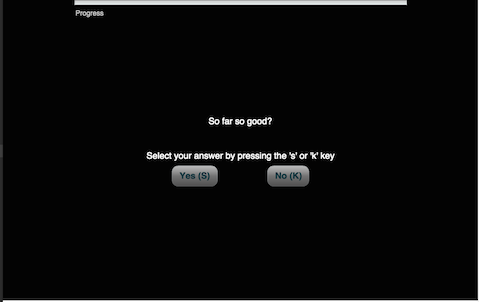 Progress
So far so good?
Select your answer by pressing the 's' or 'k' key
Yes (S)
No (K)